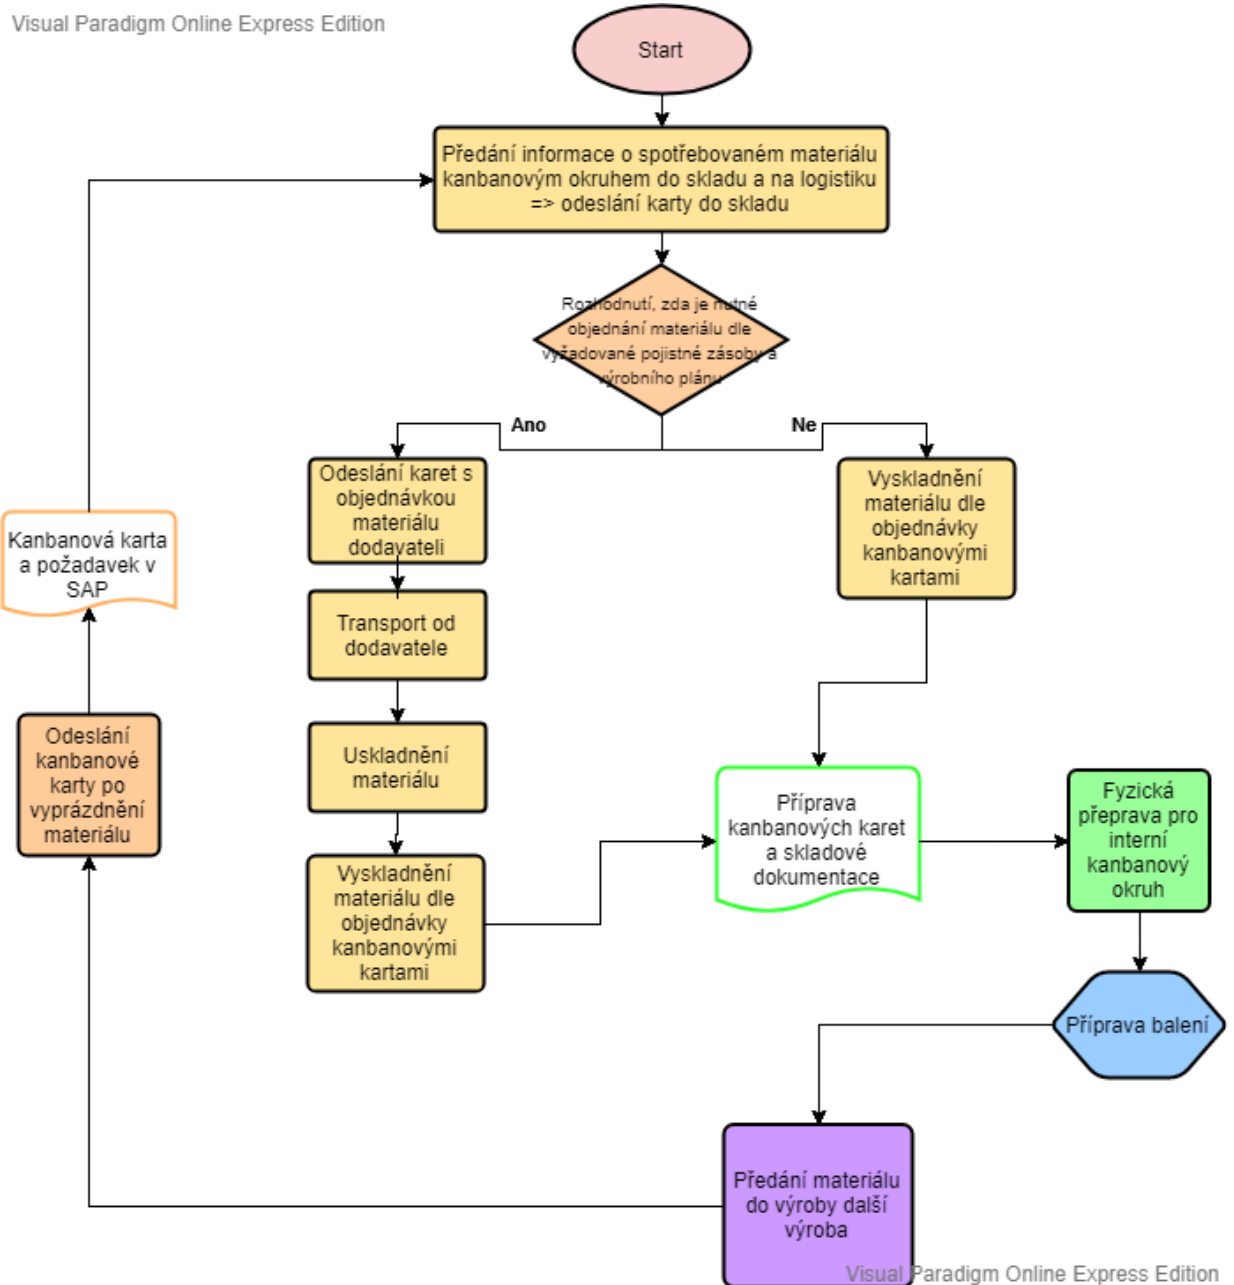 Visual Paradigm Online Express Edition
Start
Předání informace o spotřebovaném materiálu
kanbanovým okruhem do skladu a na logistiku
=> odeslání karty do skladu
Rozhodnutí, zda je nutné
objednání materiálu dle
vyžadované pojistné zásoby a
výrobního plánu
Ano
Ne
Odeslání karet s
objednávkou
materiálu
dodavateli
Vyskladnění
materiálu dle
objednávky
kanbanovými
kartami
Kanbanová karta
a požadavek v
SAP
Transport od
dodavatele
Odeslání
kanbanové
karty po
vyprázdnění
materiálu
Uskladnění
materiálu
Příprava
kanbanových karet
a skladové
dokumentace
Fyzická
přeprava pro
interní
kanbanový
okruh
Vyskladnění
materiálu dle
objednávky
kanbanovými
kartami
Příprava balení
Předání materiálu
do výroby další
výroba
Visual Paradigm Online Express Edition